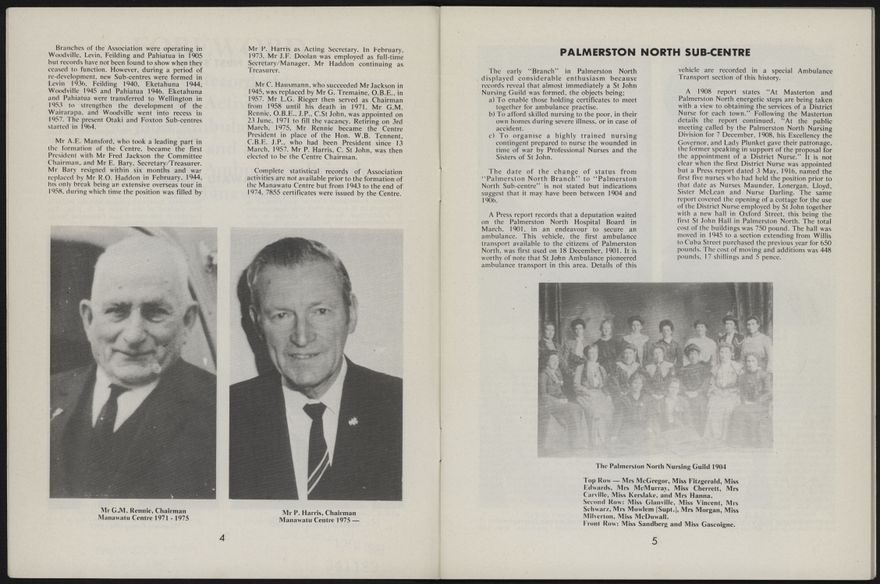 Branches of the Association were operating in
Woodville, Levin, Feilding and Pahiatua in 1905
but records have not been found to show when they
ceased to function. However, during a period of
re-development, new Sub-centres were formed in
Levin 1936, Feilding 1940, Eketahuna 1944,
Woodville 1945 and Pahiatua 1946. Eketahuna
and Pahiatua were transferred to Wellington in
1953 to strengthen the development of the
Wairarapa, and Woodville went into recess in
1957. The present Otaki and Foxton Sub-centres
started in 1964.
Mr A.E. Mansford, who took a leading part in
the formation of the Centre, became the first
President with Mr Fred Jackson the Committee
Chairman, and Mr E. Bary, Secretary/Treasurer.
Mr Bary resigned within six months and was
replaced by Mr R.O. Haddon in February, 1944,
his only break being an extensive overseas tour in
1958, during which time the position was filled by
Mr P. Harris as Acting Secretary. In February,
1973, Mr J.F. Doolan was employed as full-time
Secretary/Manager, Mr Haddon continuing as
Treasurer.
Mr C. Hausmann, who succeeded Mr Jackson in
1945, was replaced by Mr G. Tremaine, O.B.E., in
1957. Mr L.G. Rieger then served as Chairman
from 1958 until his death in 1971. Mr G.M.
Rennie, O.B.E., J.P., C.St John, was appointed on
23 June, 1971 to fill the vacancy. Retiring on 3rd
March, 1975, Mr Rennie became the Centre
President in place of the Hon. W.B. Tennent,
C.B.E. J.P., who had been President since 13
March, 1957. Mr P. Harris, C. St John, was then
elected to be the Centre Chairman.
Complete statistical records of Association
activities are not available prior to the formation of
the Manawatu Centre but from 1943 to the end of
1974, 7855 certificates were issued by the Centre.
Mr G.M. Rennie, Chairman
Manawatu Centre 1971 - 1975
Mr P. Harris, Chairman
Manawatu Centre 1975 —
4
PALMERSTON NORTH SUB-CENTRE
The early "Branch" in Palmerston North
displayed considerable enthusiasm because
records reveal that almost immediately a St John
Nursing Guild was formed, the objects being;
a) To enable those holding certificates to meet
together for ambulance practise.
b) To afford skilled nursing to the poor, in their
own homes during severe illness, or in case of
accident.
c) To organise a highly trained nursing
contingent prepared to nurse the wounded in
time of war by Professional Nurses and the
Sisters of St John.
The date of the change of status from
"Palmerston North Branch" to "Palmerston
North Sub-centre" is not stated but indications
suggest that it may have been between 1904 and
1906.
A Press report records that a deputation waited
on the Palmerston North Hospital Board in
March, 1901, in an endeavour to secure an
ambulance. This vehicle, the first ambulance
transport available to the citizens of Palmerston
North, was first used on 18 December, 1901. It is
worthy of note that St John Ambulance pioneered
ambulance transport in this area. Details of this
vehicle are recorded in a special Ambulance
Transport section of this history.
A 1908 report states "At Masterton and
Palmerston North energetic steps are being taken
with a view to obtaining the services of a District
Nurse for each town." Following the Masterton
details the report continued, "At the public
meeting called by the Palmerston North Nursing
Division for 7 December, 1908, his Excellency the
Governor, and Lady Plunket gave their patronage,
the former speaking in support of the proposal for
the appointment of a District Nurse." It is not
clear when the first District Nurse was appointed
but a Press report dated 3 May, 1916, named the
first five nurses who had held the position prior to
that date as Nurses Maunder, Lonergan, Lloyd,
Sister McLean and Nurse Darling. The same
report covered the opening of a cottage for the use
of the District Nurse employed by St John together
with a new hall in Oxford Street, this being the
first St John Hall in Palmerston North. The total
cost of the buildings was 750 pound. The hall was
moved in 1945 to a section extending from Willis
to Cuba Street purchased the previous year for 650
pounds. The cost of moving and additions was 448
pounds, 17 shillings and 5 pence.
The Palmerston North Nursing Guild 1904
Top Row — Mrs McGregor, Miss Fitzgerald, Miss
Edwards, Mrs McMurray, Miss Cherrett, Mrs
Carville, Miss Kerslake, and Mrs Hanna.
Second Row: Miss Glanville, Miss Vincent, Mrs
Schwarz, Mrs Mowlem [Supt.], Mrs Morgan, Miss
Milverton, Miss McDowall.
Front Row: Miss Sandberg and Miss Gascoigne.
5